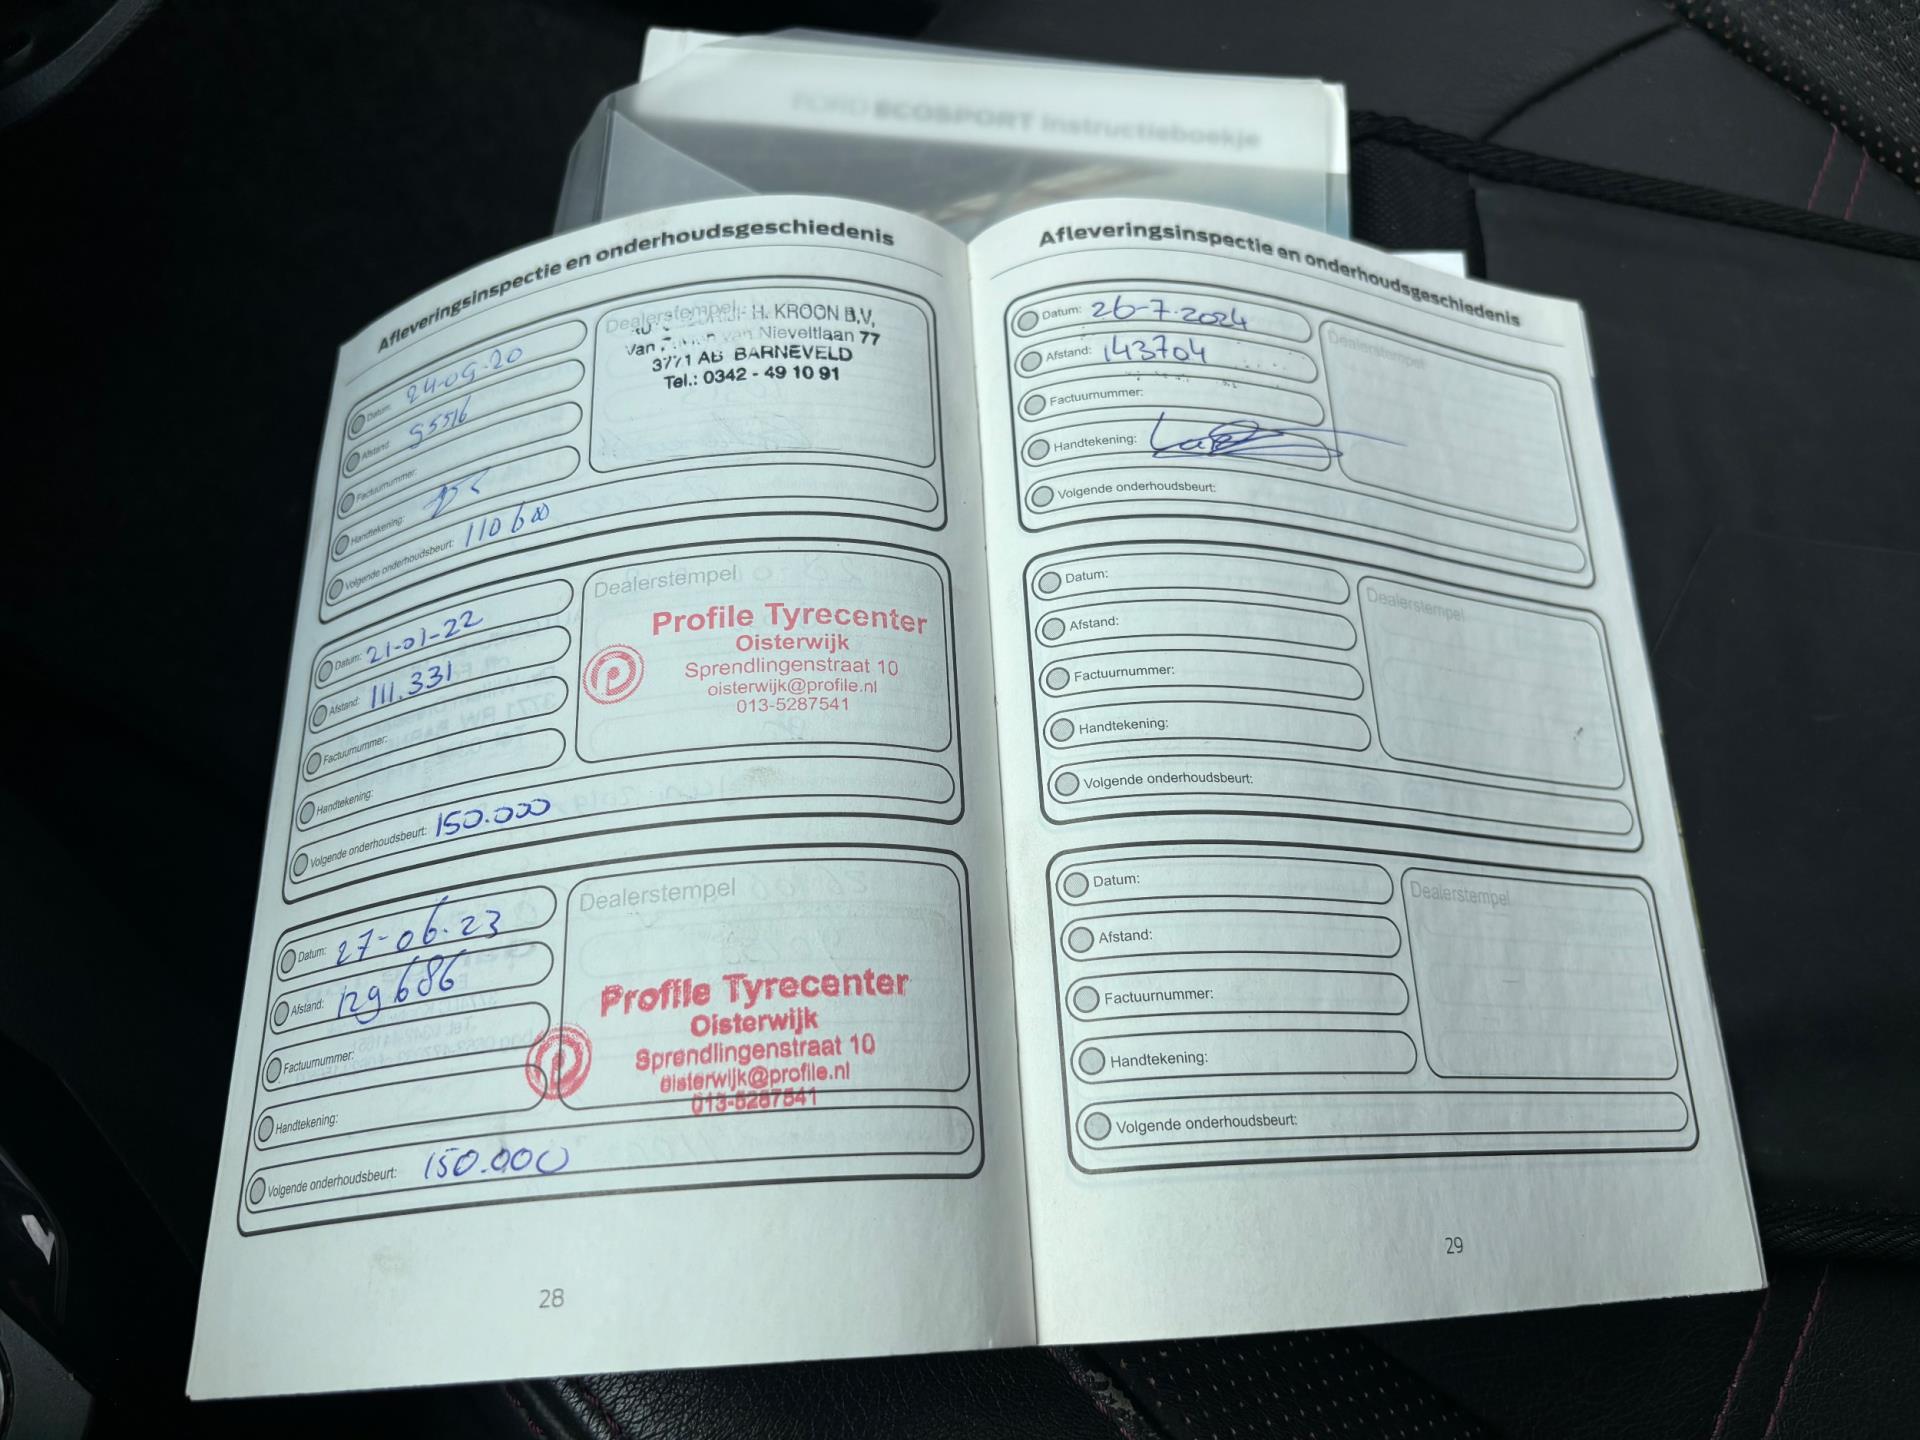 FORD ECOSPORT Instructieboekje
Afleveringsinspectie en onderhoudsgeschiedenis
Datum: 24-09-20
Afstand: 95516
Factuurnummer:
Handtekening:
Volgende onderhoudsbeurt: 110600
Dealerstempel
H. KROON B.V.
Van Nieveltlaan 77
3771 AB BARNEVELD
Tel.: 0342 - 49 10 91
Datum: 21-01-22
Afstand: 111.331
Factuurnummer:
Handtekening:
Volgende onderhoudsbeurt: 150.000
Dealerstempel
Profile Tyrecenter
Oisterwijk
Sprendlingenstraat 10
oisterwijk@profile.nl
013-5287541
Datum: 27-06-23
Afstand: 129686
Factuurnummer:
Handtekening:
Volgende onderhoudsbeurt: 150.000
Dealerstempel
Profile Tyrecenter
Oisterwijk
Sprendlingenstraat 10
oisterwijk@profile.nl
013-5287541
28
Afleveringsinspectie en onderhoudsgeschiedenis
Datum: 26-7-2024
Afstand: 143704
Factuurnummer:
Handtekening:
Volgende onderhoudsbeurt:
Dealerstempel
Datum:
Afstand:
Factuurnummer:
Handtekening:
Volgende onderhoudsbeurt:
Dealerstempel
Datum:
Afstand:
Factuurnummer:
Handtekening:
Volgende onderhoudsbeurt:
Dealerstempel
29